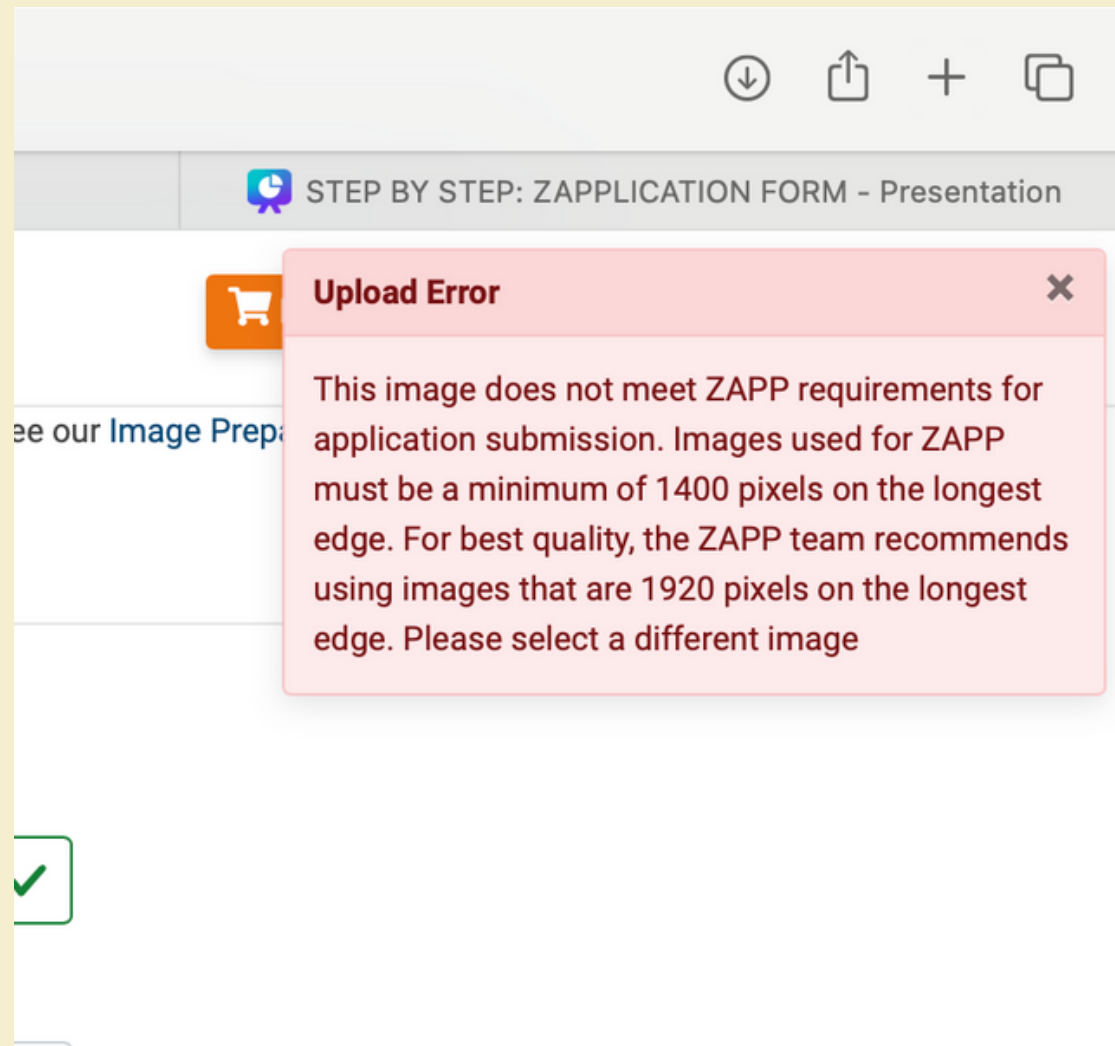 STEP BY STEP: ZAPPLICATION FORM - Presentation
Upload Error
This image does not meet ZAPP requirements for
ee our Image Prepa
application submission. Images used for ZAPP
must be a minimum of 1400 pixels on the longest
edge. For best quality, the ZAPP team recommends
using images that are 1920 pixels on the longest
edge. Please select a different image